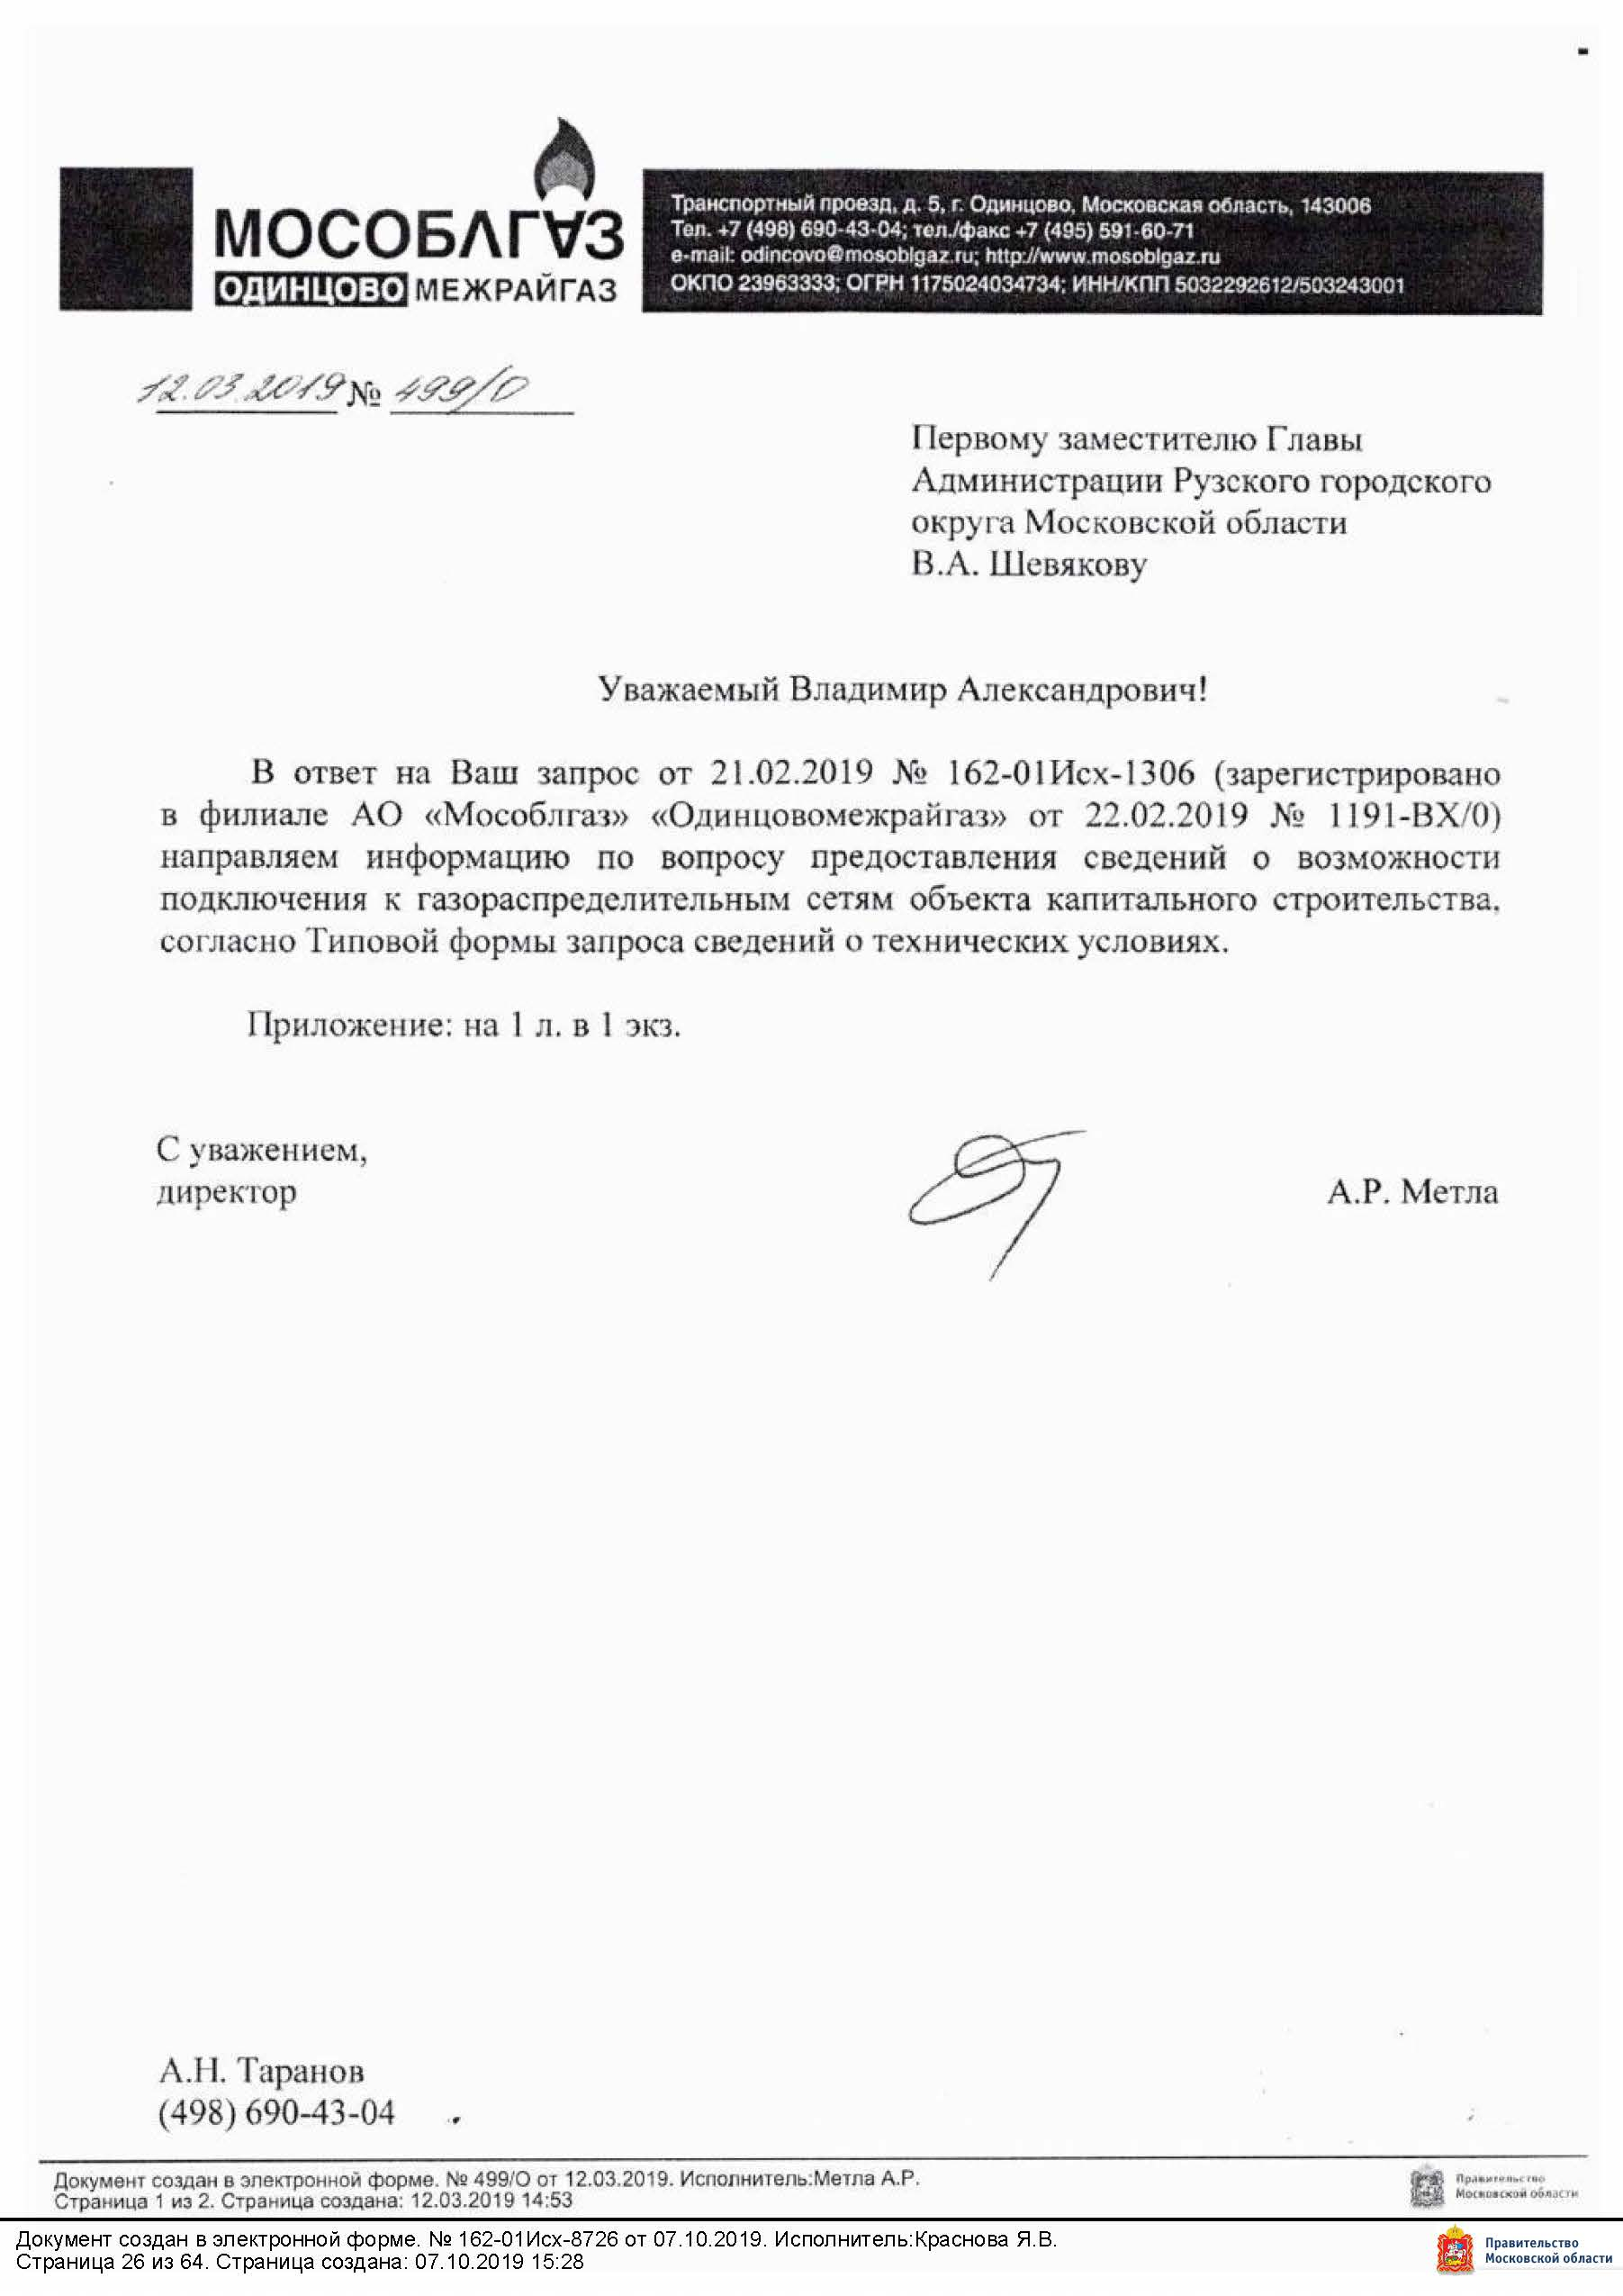 МОСОБЛГАЗ
ОДИНЦОВО МЕЖРАЙГАЗ
Транспортный проезд, д. 5, г. Одинцово, Московская область, 143006
Тел. +7 (498) 690-43-04; тел./факс +7 (495) 591-60-71
e-mail: odincovo@mosoblgaz.ru; http://www.mosoblgaz.ru
ОКПО 23963333; ОГРН 1175024034734; ИНН/КПП 5032292612/503243001
12.03.2019 № 499/О
Первому заместителю Главы
Администрации Рузского городского
округа Московской области
В.А. Шевякову
Уважаемый Владимир Александрович!
В ответ на Ваш запрос от 21.02.2019 № 162-01Исх-1306 (зарегистрировано
в филиале АО «Мособлгаз» «Одинцовомежрайгаз» от 22.02.2019 № 1191-ВХ/0)
направляем информацию по вопросу предоставления сведений о возможности
подключения к газораспределительным сетям объекта капитального строительства,
согласно Типовой формы запроса сведений о технических условиях.
Приложение: на 1 л. в 1 экз.
С уважением,
директор
А.Р. Метла
А.Н. Таранов
(498) 690-43-04
Документ создан в электронной форме. № 499/О от 12.03.2019. Исполнитель:Метла А.Р.
Страница 1 из 2. Страница создана: 12.03.2019 14:53
Правительство
Московской области
Документ создан в электронной форме. № 162-01Исх-8726 от 07.10.2019. Исполнитель:Краснова Я.В.
Страница 26 из 64. Страница создана: 07.10.2019 15:28
Правительство
Московской области